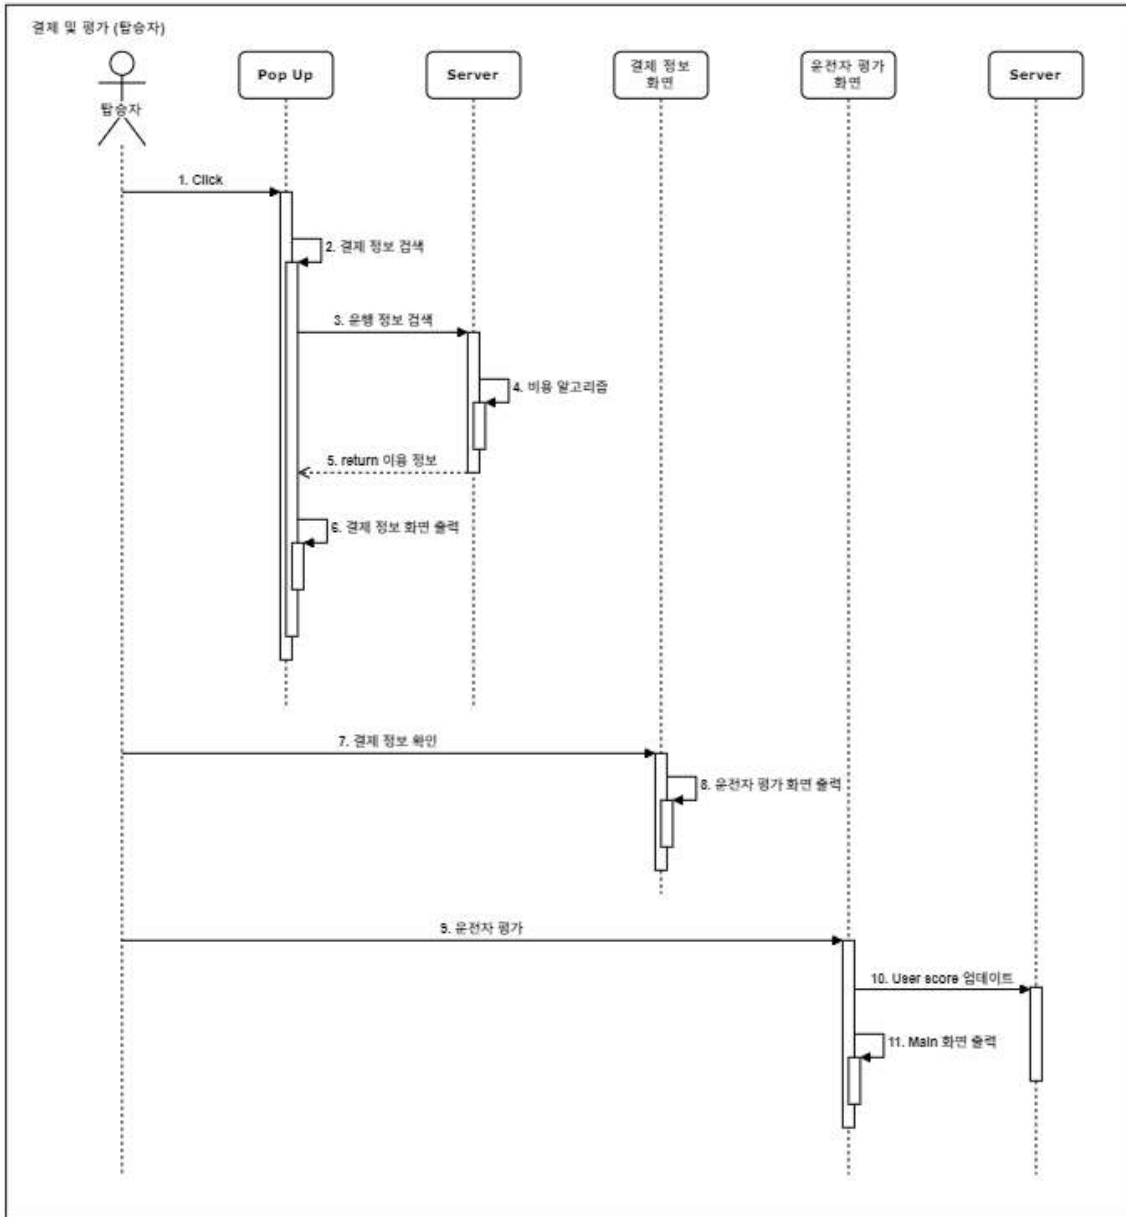 결제 및 평가 (탑승자)
탑승자
Pop Up
Server
결제 정보
화면
운전자 평가
화면
Server
1. Click
2. 결제 정보 검색
3. 운행 정보 검색
4. 비용 알고리즘
5. return 이용 정보
6. 결제 정보 화면 출력
7. 결제 정보 확인
8. 운전자 평가 화면 출력
9. 운전자 평가
10. User score 업데이트
11. Main 화면 출력